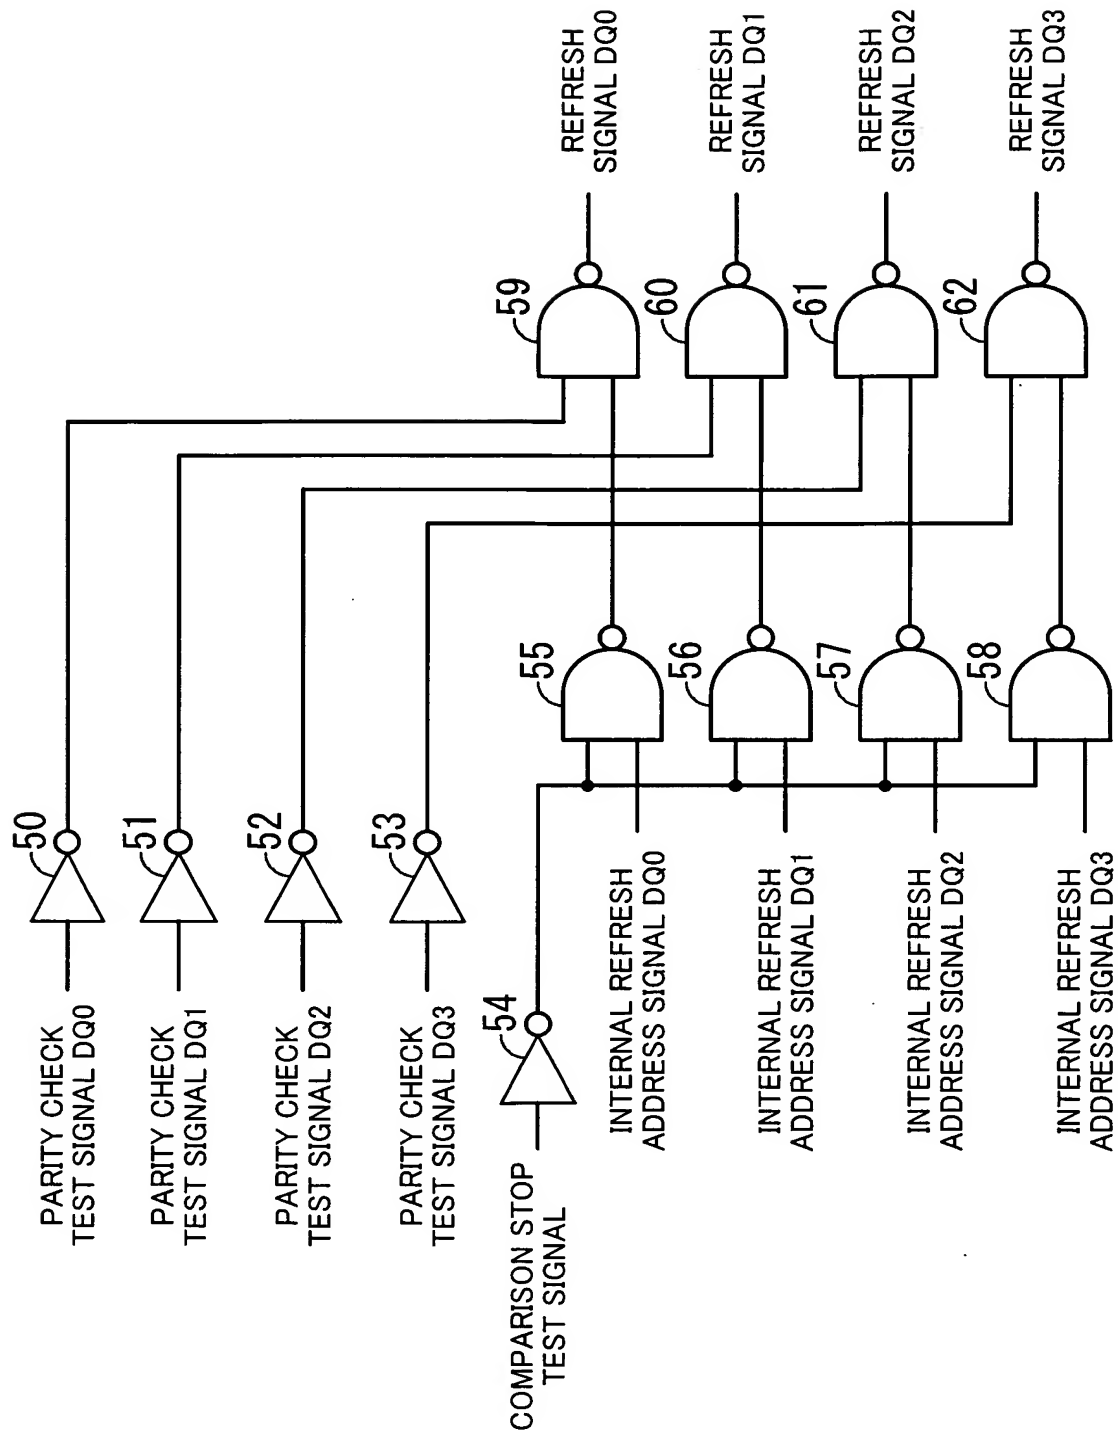 PARITY CHECK
TEST SIGNAL DQ0
50
PARITY CHECK
TEST SIGNAL DQ1
51
PARITY CHECK
TEST SIGNAL DQ2
52
PARITY CHECK
TEST SIGNAL DQ3
53
COMPARISON STOP
TEST SIGNAL
54
INTERNAL REFRESH
ADDRESS SIGNAL DQ0
55
59
REFRESH
SIGNAL DQ0
INTERNAL REFRESH
ADDRESS SIGNAL DQ1
56
60
REFRESH
SIGNAL DQ1
INTERNAL REFRESH
ADDRESS SIGNAL DQ2
57
61
REFRESH
SIGNAL DQ2
INTERNAL REFRESH
ADDRESS SIGNAL DQ3
58
62
REFRESH
SIGNAL DQ3